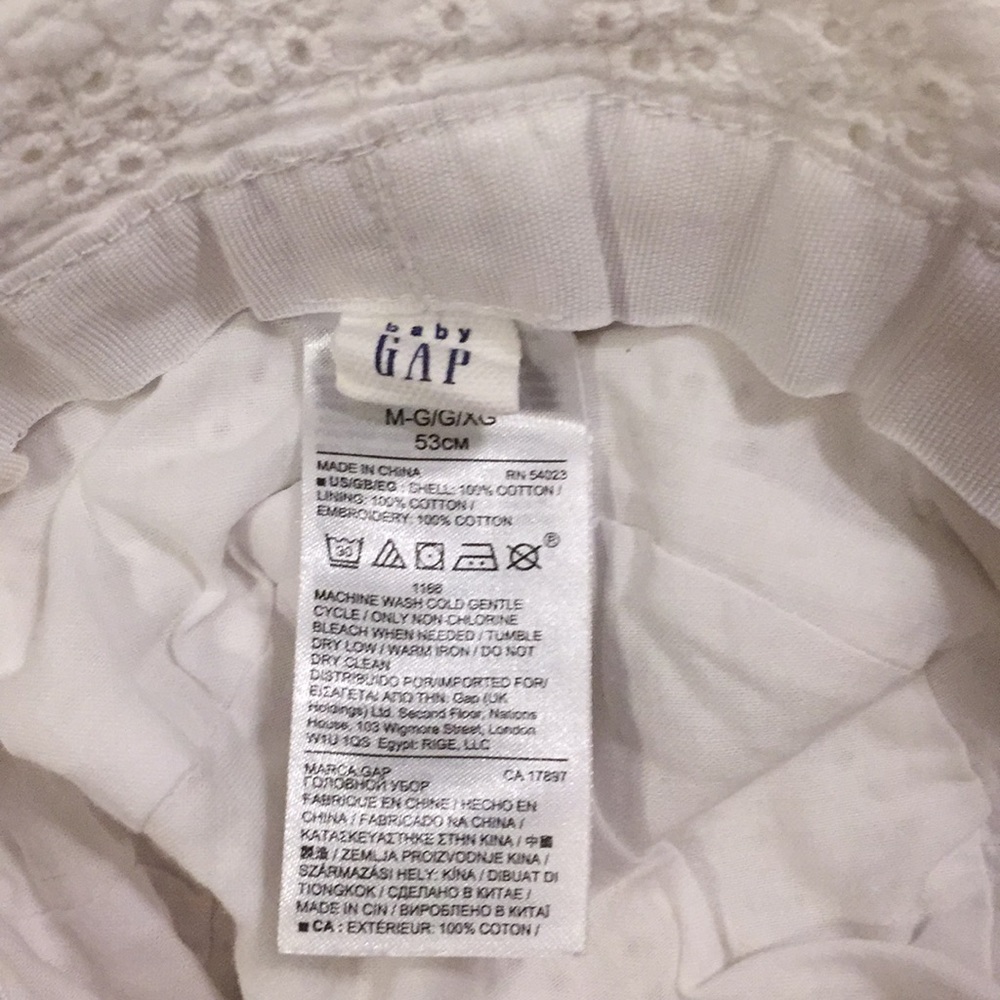 baby
GAP
M-G/G/XG
53CM
MADE IN CHINA RN 54023
■ US/GB/EG : SHELL: 100% COTTON /
LINING: 100% COTTON /
EMBROIDERY: 100% COTTON
30 P
1166
MACHINE WASH COLD GENTLE
CYCLE / ONLY NON-CHLORINE
BLEACH WHEN NEEDED / TUMBLE
DRY LOW / WARM IRON / DO NOT
DRY CLEAN
DISTRIBUIDO POR/IMPORTED FOR/
ΕΙΣΑΓΕΤΑΙ ΑΠΟ ΤΗΝ: Gap (UK
Holdings) Ltd. Second Floor, Nations
House, 103 Wigmore Street, London
W1U 1QS Egypt: RIGE, LLC
MARCA GAP CA 17897
ГОЛОВНОЙ УБОР
FABRIQUE EN CHINE / HECHO EN
CHINA / FABRICADO NA CHINA /
ΚΑΤΑΣΚΕΥΑΣΤΗΚΕ ΣΤΗΝ ΚΙΝΑ / 中國
製造 / ZEMLJA PROIZVODNJE KINA /
SZÁRMAZÁSI HELY: KÍNA / DIBUAT DI
TIONGKOK / СДЕЛАНО В КИТАЕ /
MADE IN CIN / ВИРОБЛЕНО В КИТАЇ
■ CA : EXTÉRIEUR: 100% COTON /